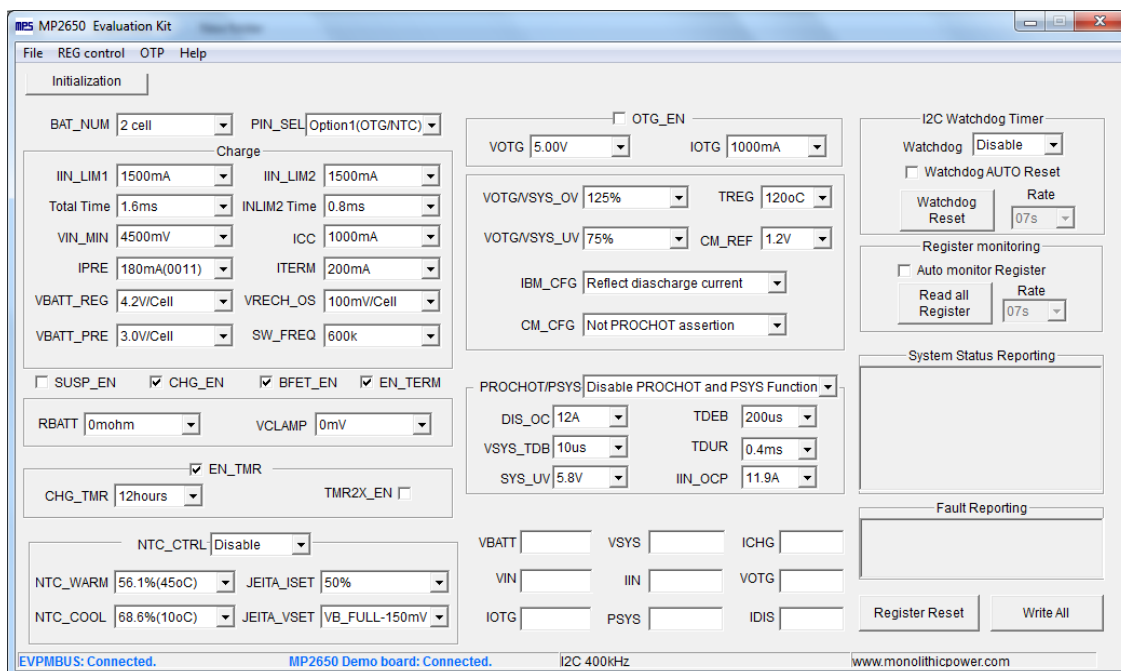 mps MP2650 Evaluation Kit
File REG control OTP Help
Initialization
BAT_NUM 2 cell PIN_SEL Option1(OTG/NTC)
Charge
IIN_LIM1 1500mA IIN_LIM2 1500mA
Total Time 1.6ms INLIM2 Time 0.8ms
VIN_MIN 4500mV ICC 1000mA
IPRE 180mA(0011) ITERM 200mA
VBATT_REG 4.2V/Cell VRECH_OS 100mV/Cell
VBATT_PRE 3.0V/Cell SW_FREQ 600k
SUSP_EN CHG_EN BFET_EN EN_TERM
RBATT 0mohm VCLAMP 0mV
EN_TMR
CHG_TMR 12hours TMR2X_EN
NTC_CTRL Disable
NTC_WARM 56.1%(45oC) JEITA_ISET 50%
NTC_COOL 68.6%(10oC) JEITA_VSET VB_FULL-150mV
OTG_EN
VOTG 5.00V IOTG 1000mA
VOTG/VSYS_OV 125% TREG 120oC
VOTG/VSYS_UV 75% CM_REF 1.2V
IBM_CFG Reflect diascharge current
CM_CFG Not PROCHOT assertion
PROCHOT/PSYS Disable PROCHOT and PSYS Function
DIS_OC 12A TDEB 200us
VSYS_TDB 10us TDUR 0.4ms
SYS_UV 5.8V IIN_OCP 11.9A
VBATT VSYS ICHG
VIN IIN VOTG
IOTG PSYS IDIS
I2C Watchdog Timer
Watchdog Disable
Watchdog AUTO Reset
Watchdog Reset Rate 07s
Register monitoring
Auto monitor Register
Read all Register Rate 07s
System Status Reporting
Fault Reporting
Register Reset Write All
EVPMBUS: Connected. MP2650 Demo board: Connected. I2C 400kHz www.monolithicpower.com